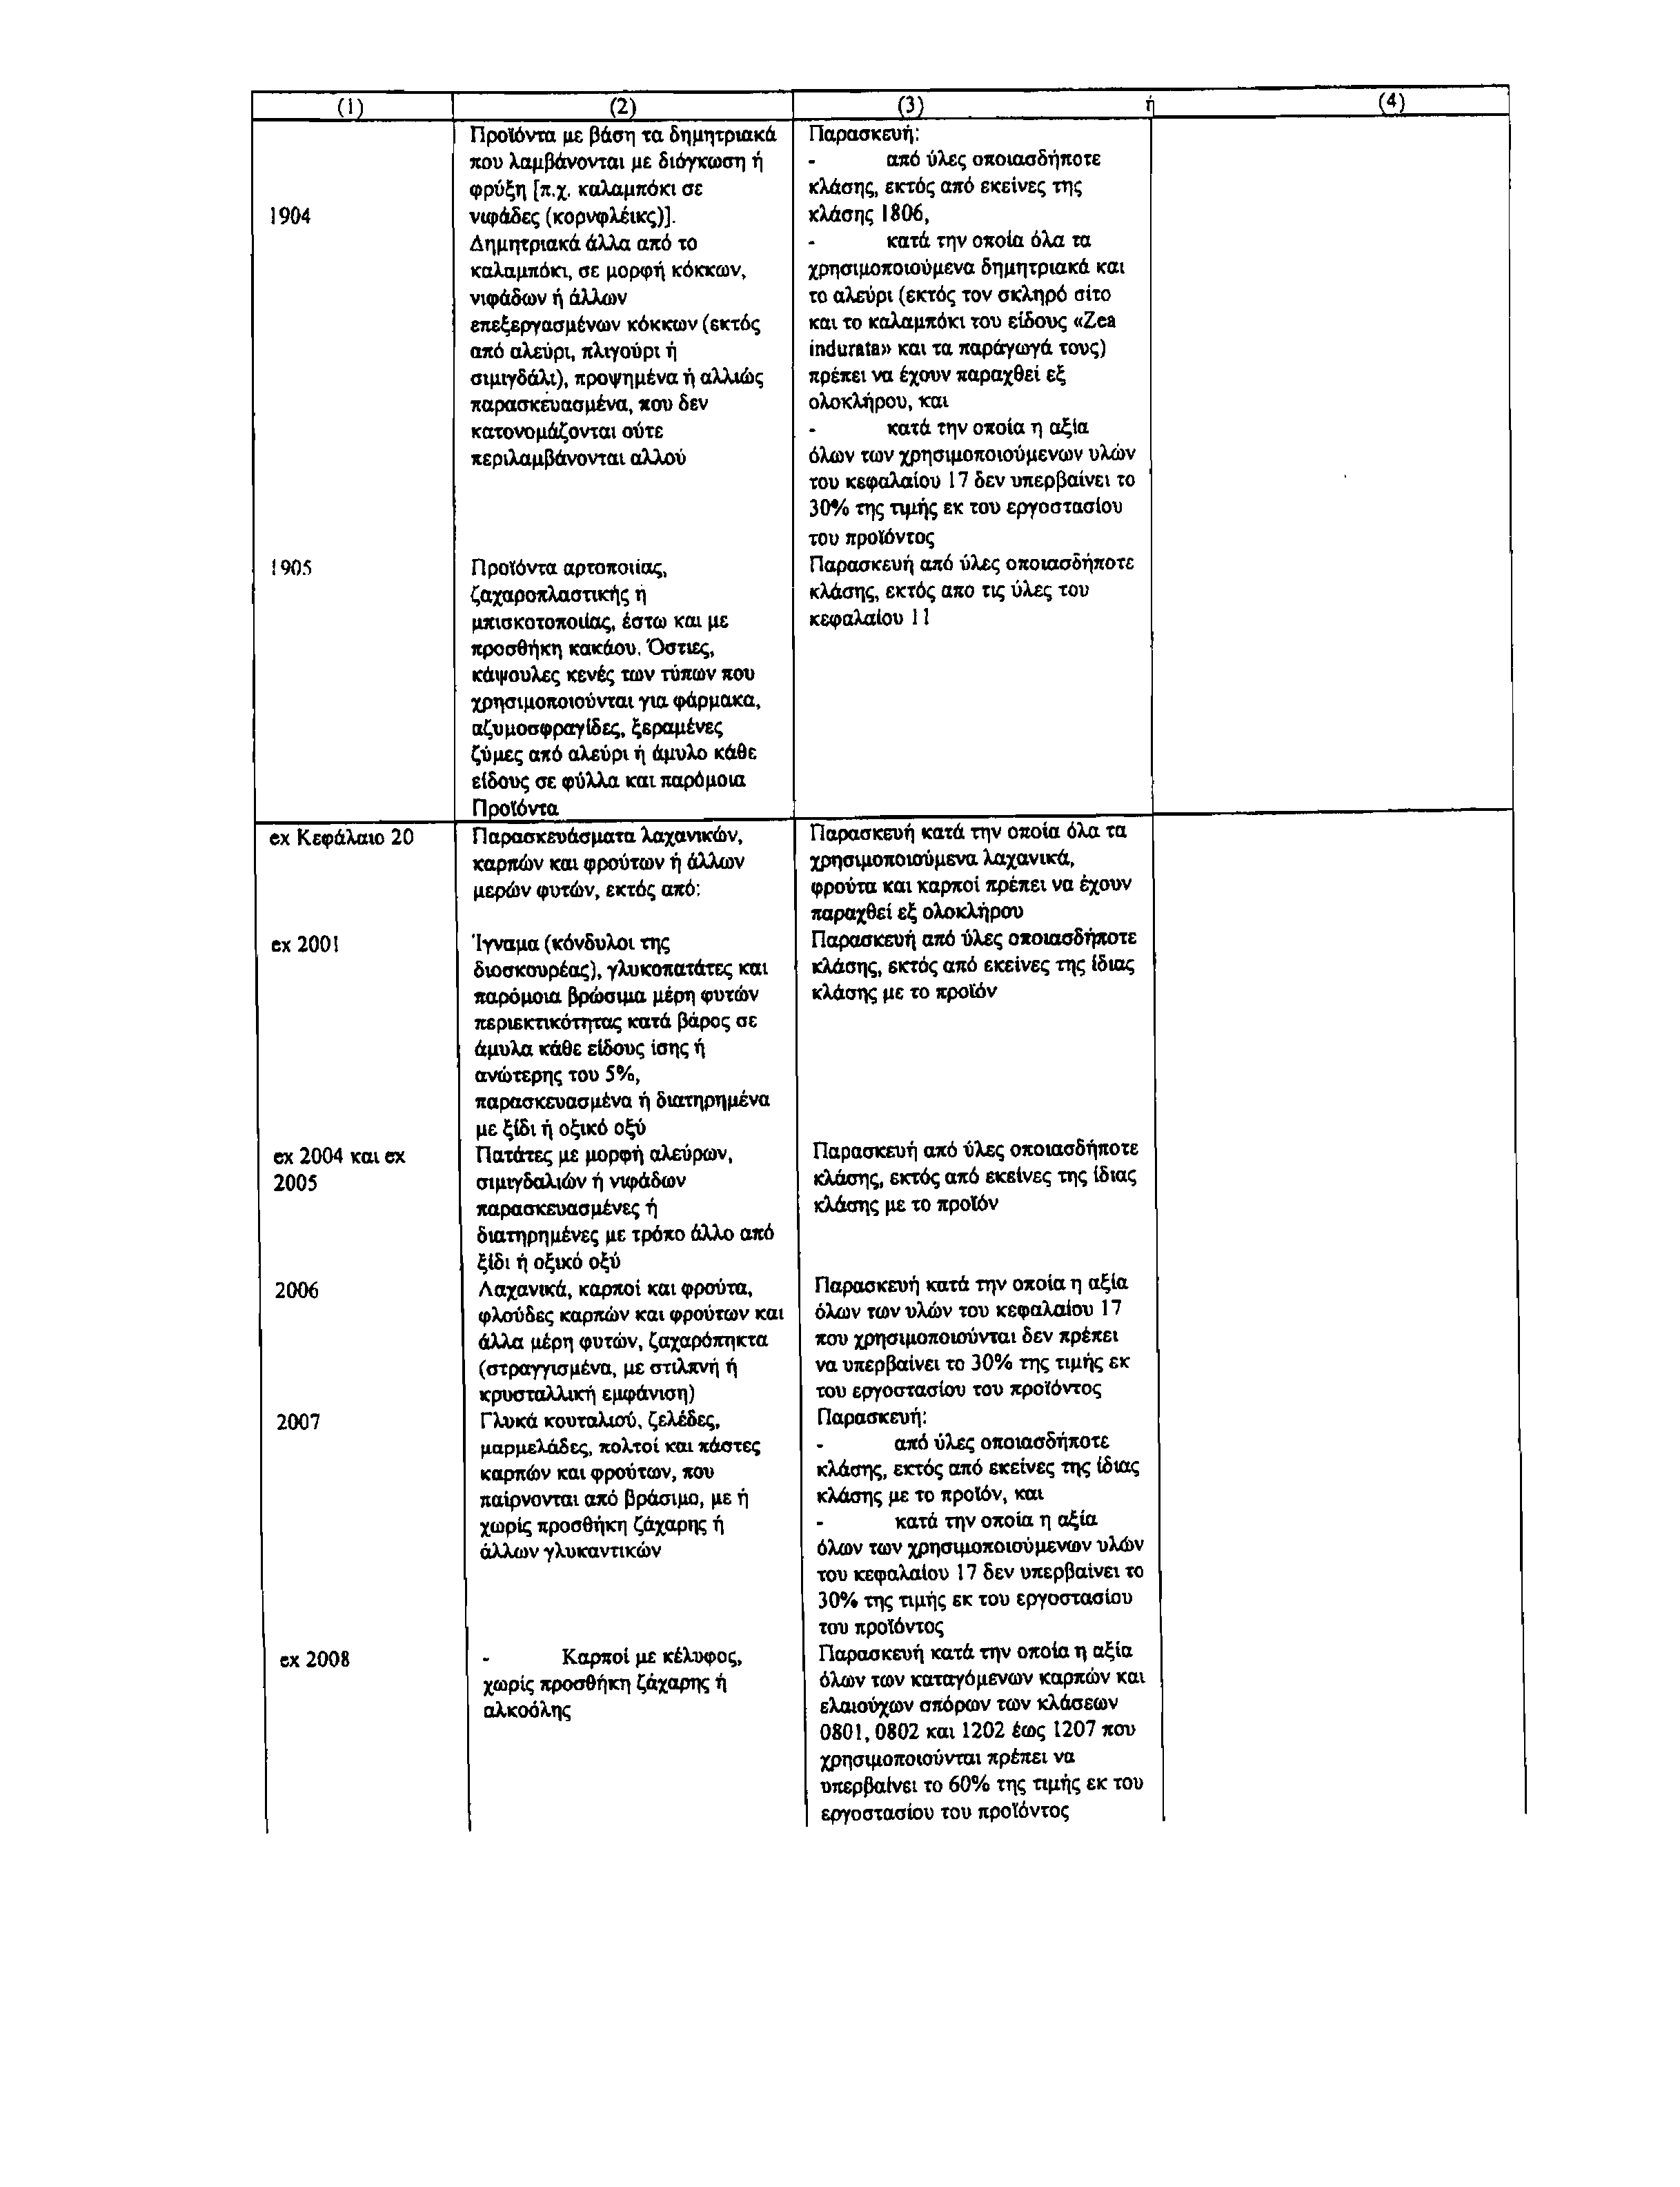 (1) (2) (3) ή (4)
1904
Προϊόντα με βάση τα δημητριακά
που λαμβάνονται με διόγκωση ή
φρύξη [π.χ. καλαμπόκι σε
νιφάδες (κορνφλέικς)].
Δημητριακά άλλα από το
καλαμπόκι, σε μορφή κόκκων,
νιφάδων ή άλλων
επεξεργασμένων κόκκων (εκτός
από αλεύρι, πλιγούρι ή
σιμιγδάλι), προψημένα ή αλλιώς
παρασκευασμένα, που δεν
κατονομάζονται ούτε
περιλαμβάνονται αλλού
Παρασκευή:
- από ύλες οποιασδήποτε
κλάσης, εκτός από εκείνες της
κλάσης 1806,
- κατά την οποία όλα τα
χρησιμοποιούμενα δημητριακά και
το αλεύρι (εκτός τον σκληρό σίτο
και το καλαμπόκι του είδους «Zea
indurata» και τα παράγωγά τους)
πρέπει να έχουν παραχθεί εξ
ολοκλήρου, και
- κατά την οποία η αξία
όλων των χρησιμοποιούμενων υλών
του κεφαλαίου 17 δεν υπερβαίνει το
30% της τιμής εκ του εργοστασίου
του προϊόντος
1905
Προϊόντα αρτοποιίας,
ζαχαροπλαστικής ή
μπισκοτοποιίας, έστω και με
προσθήκη κακάου. Όστιες,
κάψουλες κενές των τύπων που
χρησιμοποιούνται για φάρμακα,
αζυμοσφραγίδες, ξεραμένες
ζύμες από αλεύρι ή άμυλο κάθε
είδους σε φύλλα και παρόμοια
Προϊόντα
Παρασκευή από ύλες οποιασδήποτε
κλάσης, εκτός απο τις ύλες του
κεφαλαίου 11
ex Κεφάλαιο 20
Παρασκευάσματα λαχανικών,
καρπών και φρούτων ή άλλων
μερών φυτών, εκτός από:
Παρασκευή κατά την οποία όλα τα
χρησιμοποιούμενα λαχανικά,
φρούτα και καρποί πρέπει να έχουν
παραχθεί εξ ολοκλήρου
ex 2001
Ίγναμα (κόνδυλοι της
διοσκουρέας), γλυκοπατάτες και
παρόμοια βρώσιμα μέρη φυτών
περιεκτικότητας κατά βάρος σε
άμυλα κάθε είδους ίσης ή
ανώτερης του 5%,
παρασκευασμένα ή διατηρημένα
με ξίδι ή οξικό οξύ
Παρασκευή από ύλες οποιασδήποτε
κλάσης, εκτός από εκείνες της ίδιας
κλάσης με το προϊόν
ex 2004 και ex
2005
Πατάτες με μορφή αλεύρων,
σιμιγδαλιών ή νιφάδων
παρασκευασμένες ή
διατηρημένες με τρόπο άλλο από
ξίδι ή οξικό οξύ
Παρασκευή από ύλες οποιασδήποτε
κλάσης, εκτός από εκείνες της ίδιας
κλάσης με το προϊόν
2006
Λαχανικά, καρποί και φρούτα,
φλούδες καρπών και φρούτων και
άλλα μέρη φυτών, ζαχαρόπηκτα
(στραγγισμένα, με στιλπνή ή
κρυσταλλική εμφάνιση)
Παρασκευή κατά την οποία η αξία
όλων των υλών του κεφαλαίου 17
που χρησιμοποιούνται δεν πρέπει
να υπερβαίνει το 30% της τιμής εκ
του εργοστασίου του προϊόντος
2007
Γλυκά κουταλιού, ζελέδες,
μαρμελάδες, πολτοί και πάστες
καρπών και φρούτων, που
παίρνονται από βράσιμο, με ή
χωρίς προσθήκη ζάχαρης ή
άλλων γλυκαντικών
Παρασκευή:
- από ύλες οποιασδήποτε
κλάσης, εκτός από εκείνες της ίδιας
κλάσης με το προϊόν, και
- κατά την οποία η αξία
όλων των χρησιμοποιούμενων υλών
του κεφαλαίου 17 δεν υπερβαίνει το
30% της τιμής εκ του εργοστασίου
του προϊόντος
ex 2008
- Καρποί με κέλυφος,
χωρίς προσθήκη ζάχαρης ή
αλκοόλης
Παρασκευή κατά την οποία η αξία
όλων των καταγόμενων καρπών και
ελαιούχων σπόρων των κλάσεων
0801, 0802 και 1202 έως 1207 που
χρησιμοποιούνται πρέπει να
υπερβαίνει το 60% της τιμής εκ του
εργοστασίου του προϊόντος